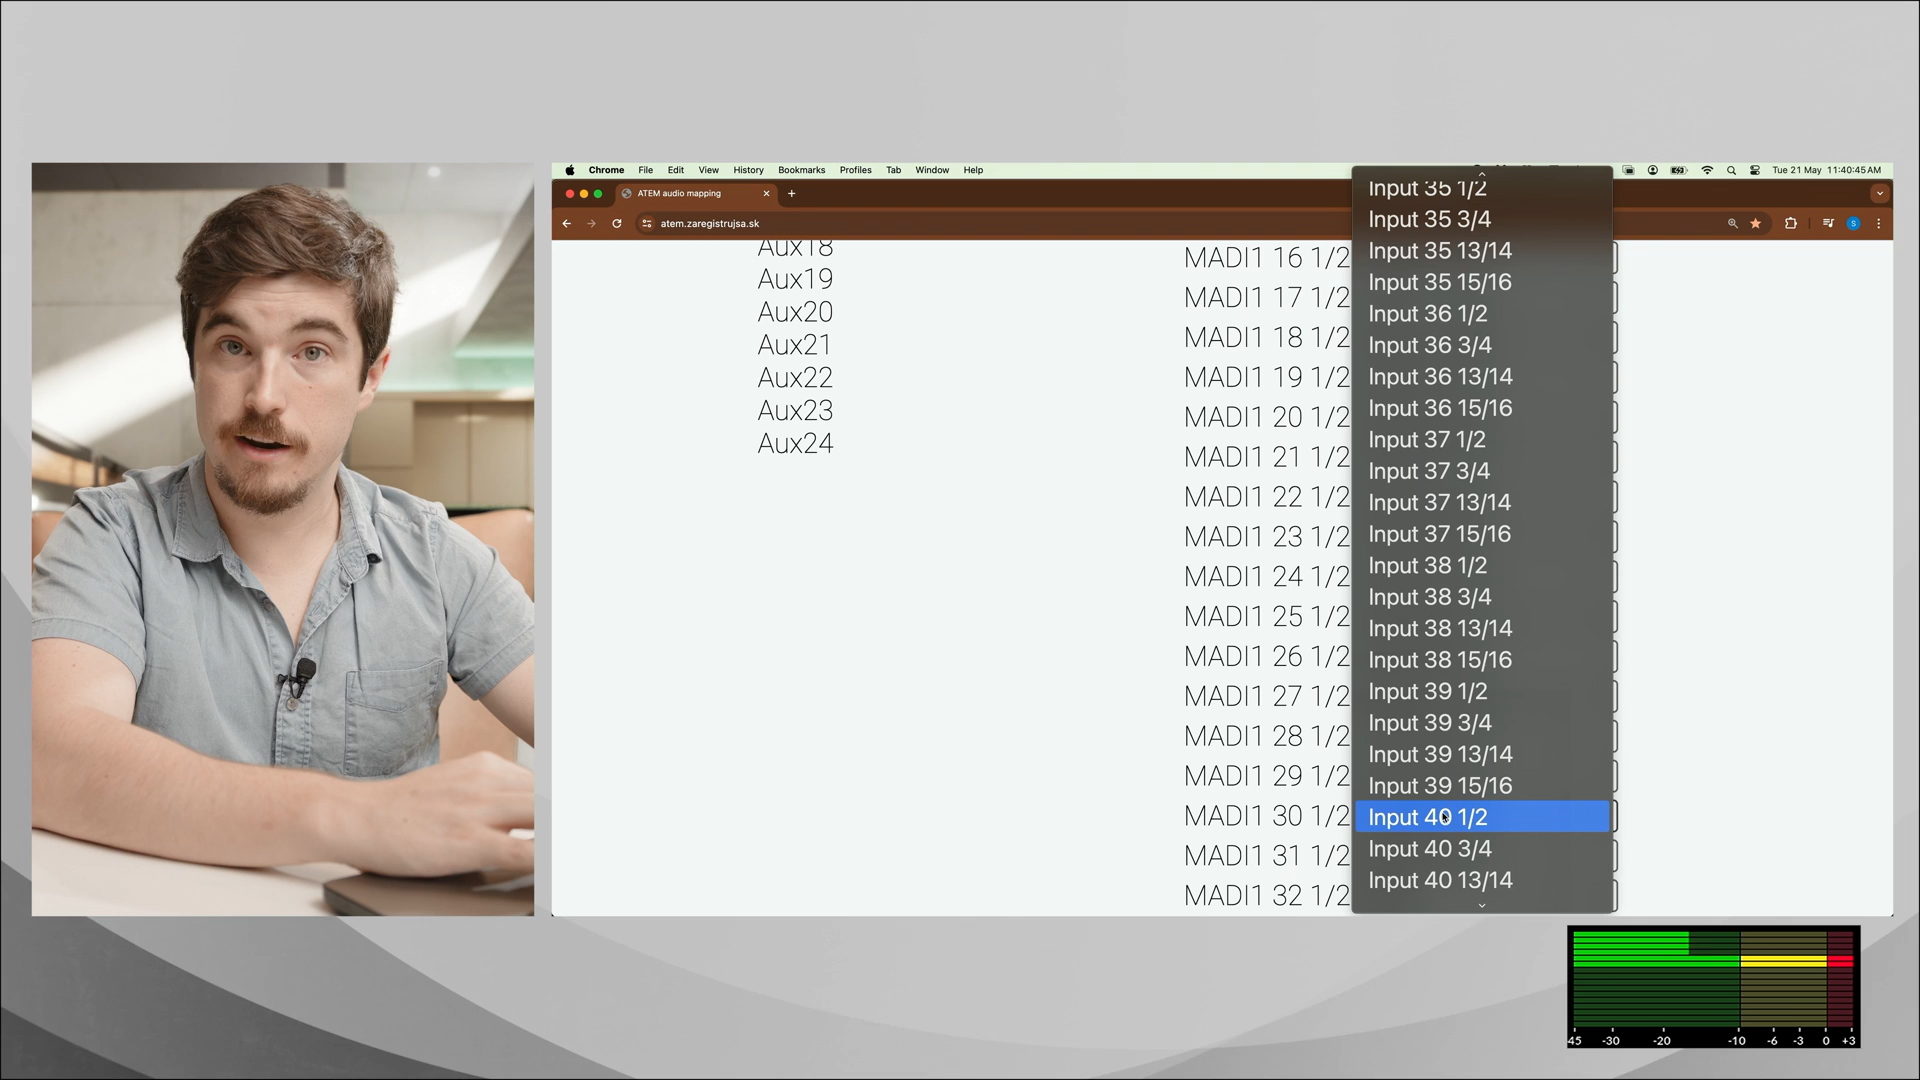 Chrome File Edit View History Bookmarks Profiles Tab Window Help
Tue 21 May 11:40:45 AM
ATEM audio mapping
atem.zaregistrujsa.sk
S
Aux18
Aux19
Aux20
Aux21
Aux22
Aux23
Aux24
MADI1 16 1/2
MADI1 17 1/2
MADI1 18 1/2
MADI1 19 1/2
MADI1 20 1/2
MADI1 21 1/2
MADI1 22 1/2
MADI1 23 1/2
MADI1 24 1/2
MADI1 25 1/2
MADI1 26 1/2
MADI1 27 1/2
MADI1 28 1/2
MADI1 29 1/2
MADI1 30 1/2
MADI1 31 1/2
MADI1 32 1/2
Input 35 1/2
Input 35 3/4
Input 35 13/14
Input 35 15/16
Input 36 1/2
Input 36 3/4
Input 36 13/14
Input 36 15/16
Input 37 1/2
Input 37 3/4
Input 37 13/14
Input 37 15/16
Input 38 1/2
Input 38 3/4
Input 38 13/14
Input 38 15/16
Input 39 1/2
Input 39 3/4
Input 39 13/14
Input 39 15/16
Input 40 1/2
Input 40 3/4
Input 40 13/14
45 -30 -20 -10 -6 -3 0 +3